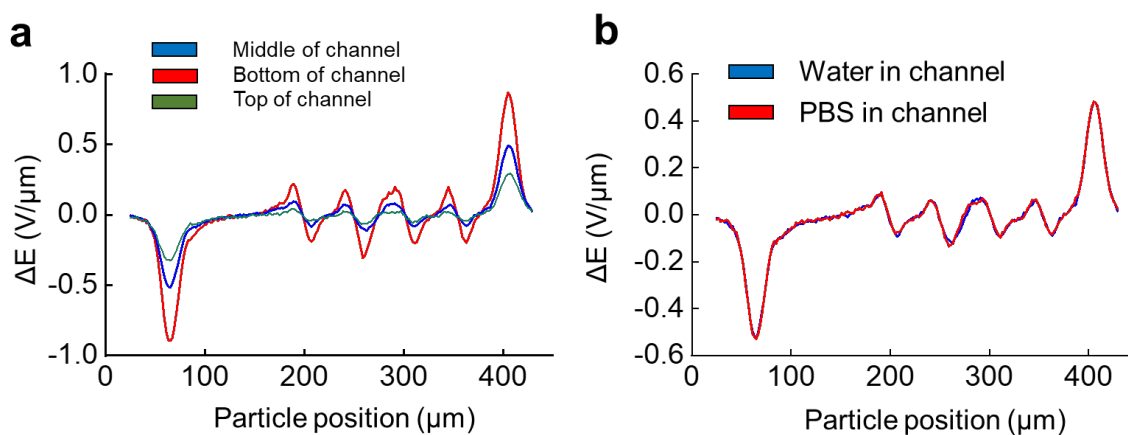 a
Middle of channel
Bottom of channel
Top of channel
1.0
0.5
0.0
-0.5
-1.0
ΔE (V/µm)
0
100
200
300
400
Particle position (µm)
b
Water in channel
PBS in channel
0.6
0.4
0.2
0.0
-0.2
-0.4
-0.6
ΔE (V/µm)
0
100
200
300
400
Particle position (µm)